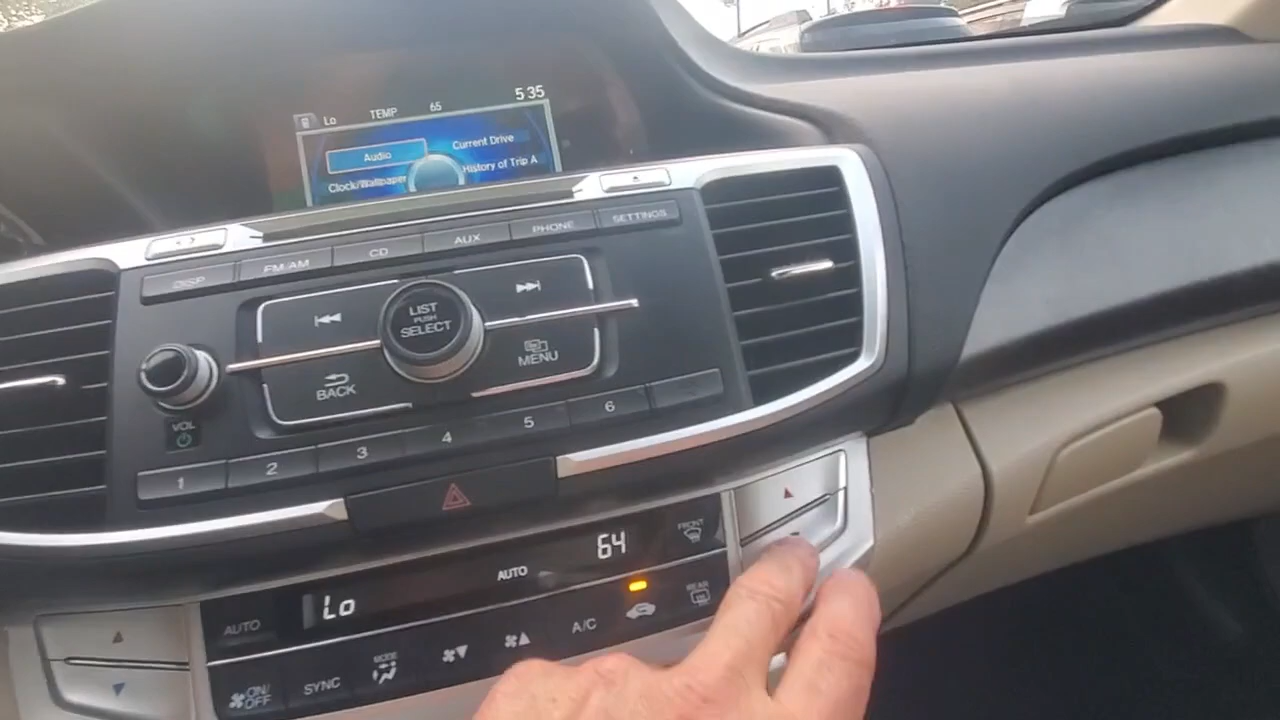 Lo TEMP 65 5:35
Audio
Current Drive
Clock/Wallpaper
History of Trip A
DISP
FM/AM
CD
AUX
PHONE
SETTINGS
LIST
PUSH
SELECT
BACK
MENU
VOL
1
2
3
4
5
6
AUTO
Lo
AUTO
64
FRONT
ON/
OFF
SYNC
MODE
A/C
REAR